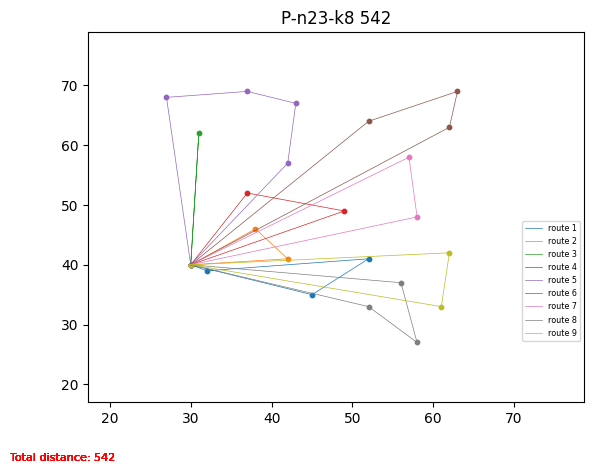 P-n23-k8 542
70
60
50
40
30
20
20
30
40
50
60
70
route 1
route 2
route 3
route 4
route 5
route 6
route 7
route 8
route 9
Total distance: 542